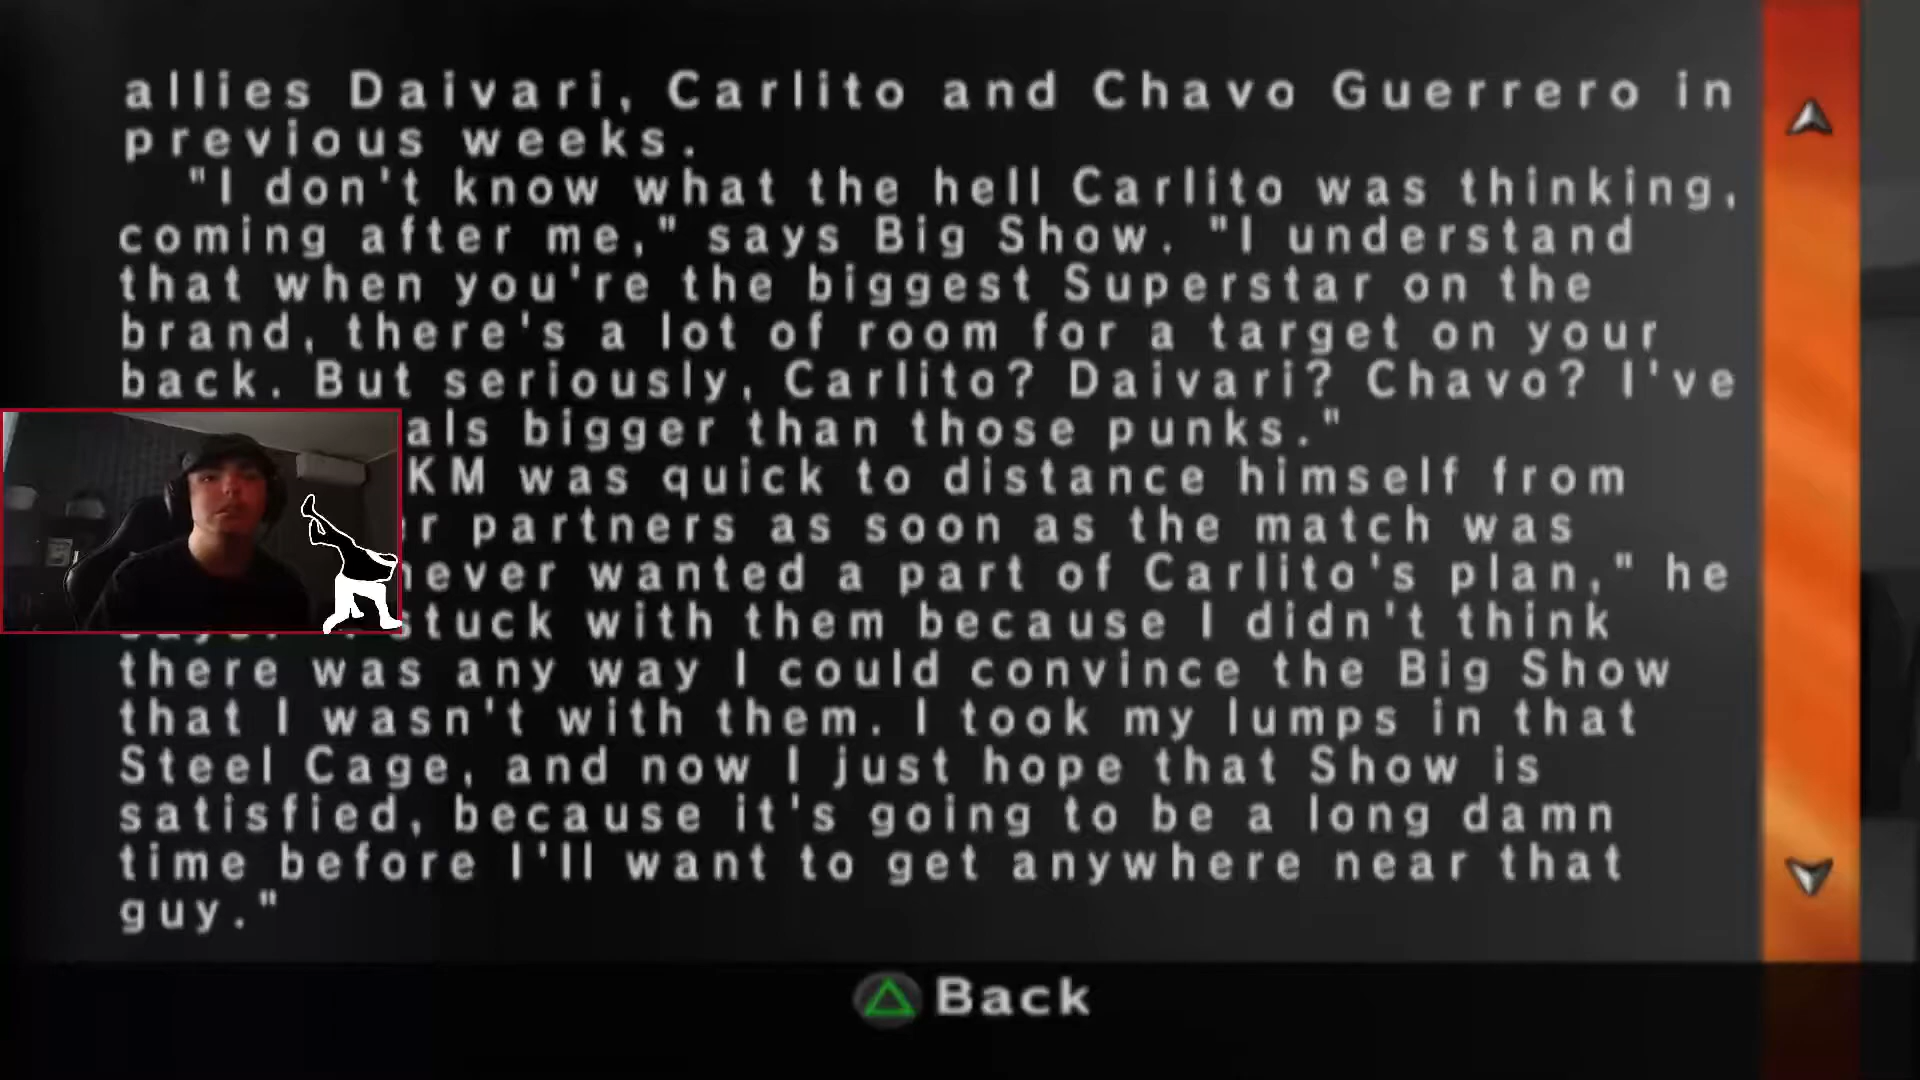 allies Daivari, Carlito and Chavo Guerrero in
previous weeks.
"I don't know what the hell Carlito was thinking,
coming after me," says Big Show. "I understand
that when you're the biggest Superstar on the
brand, there's a lot of room for a target on your
back. But seriously, Carlito? Daivari? Chavo? I've
als bigger than those punks."
KM was quick to distance himself from
r partners as soon as the match was
never wanted a part of Carlito's plan," he
stuck with them because I didn't think
there was any way I could convince the Big Show
that I wasn't with them. I took my lumps in that
Steel Cage, and now I just hope that Show is
satisfied, because it's going to be a long damn
time before I'll want to get anywhere near that
guy."
Back